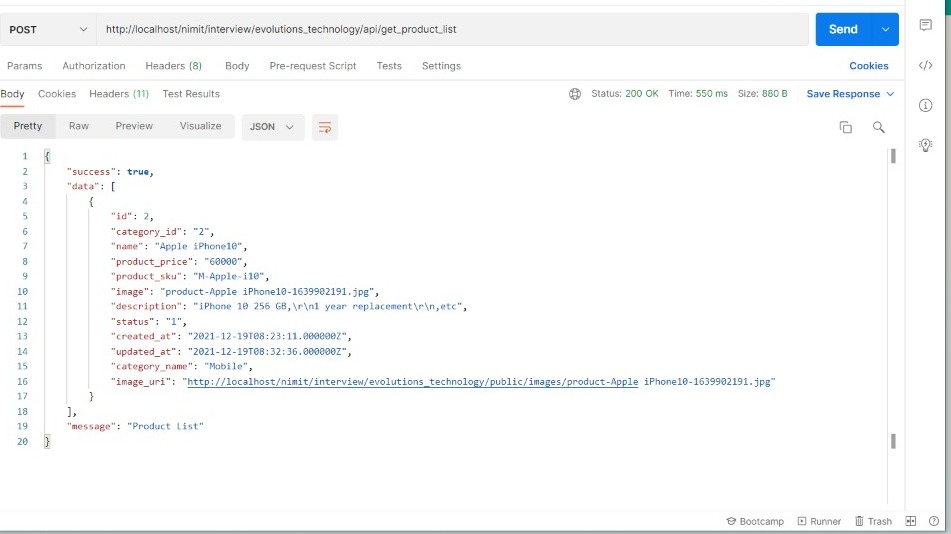 POST http://localhost/nimit/interview/evolutions_technology/api/get_product_list Send
Params Authorization Headers (8) Body Pre-request Script Tests Settings Cookies
Body Cookies Headers (11) Test Results Status: 200 OK Time: 550 ms Size: 880 B Save Response
Pretty Raw Preview Visualize JSON
1 {
2 "success": true,
3 "data": [
4 {
5 "id": 2,
6 "category_id": "2",
7 "name": "Apple iPhone10",
8 "product_price": "60000",
9 "product_sku": "M-Apple-i10",
10 "image": "product-Apple iPhone10-1639902191.jpg",
11 "description": "iPhone 10 256 GB,\r\n1 year replacement\r\n,etc",
12 "status": "1",
13 "created_at": "2021-12-19T08:23:11.000000Z",
14 "updated_at": "2021-12-19T08:32:36.000000Z",
15 "category_name": "Mobile",
16 "image_uri": "http://localhost/nimit/interview/evolutions_technology/public/images/product-Apple iPhone10-1639902191.jpg"
17 }
18 ],
19 "message": "Product List"
20 }
Bootcamp Runner Trash